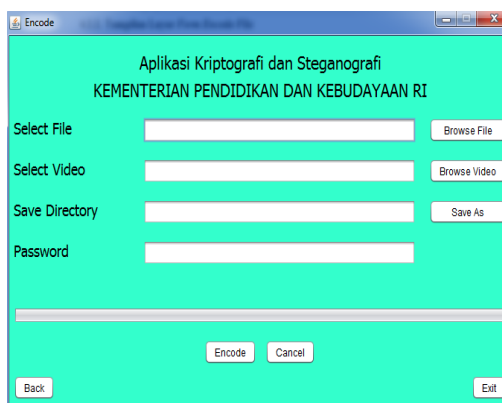 Encode
Aplikasi Kriptografi dan Steganografi
KEMENTERIAN PENDIDIKAN DAN KEBUDAYAAN RI
Select File Browse File
Select Video Browse Video
Save Directory Save As
Password
Encode Cancel
Back Exit